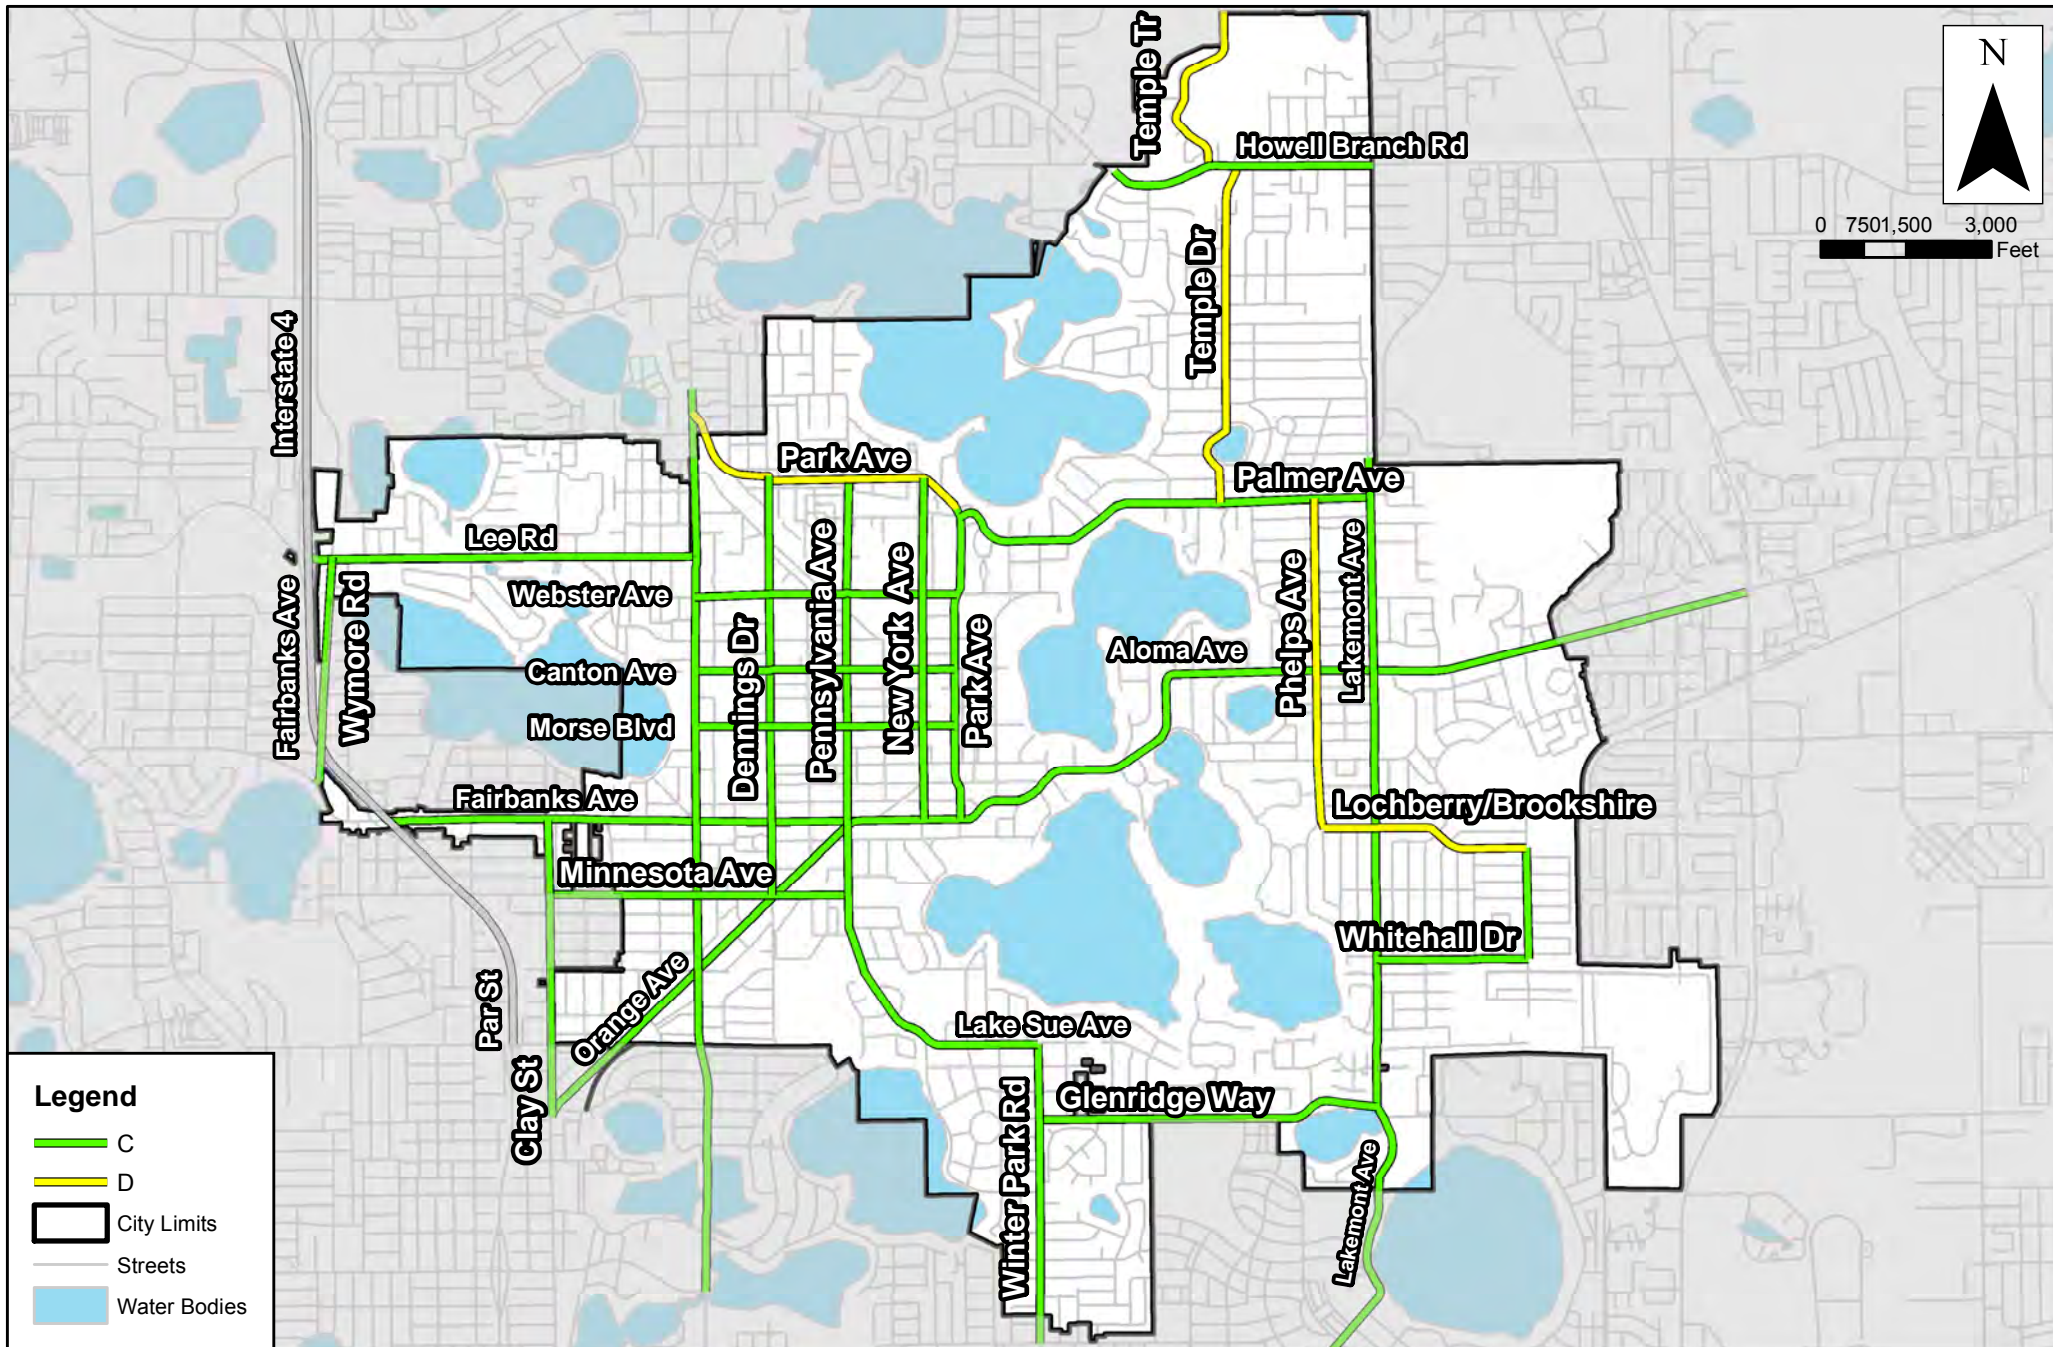 Temple Tr
N
Howell Branch Rd
0 7501,500 3,000
Feet
Temple Dr
Interstate 4
Park Ave
Palmer Ave
Lee Rd
Webster Ave
Fairbanks Ave
Wymore Rd
Pennsylvania Ave
New York Ave
Phelps Ave
Lakemont Ave
Dennings Dr
Park Ave
Aloma Ave
Canton Ave
Morse Blvd
Fairbanks Ave
Lochberry/Brookshire
Minnesota Ave
Whitehall Dr
Orange Ave
Par St
Lake Sue Ave
Clay St
Glenridge Way
Winter Park Rd
Lakemont Ave
Legend
C
D
City Limits
Streets
Water Bodies